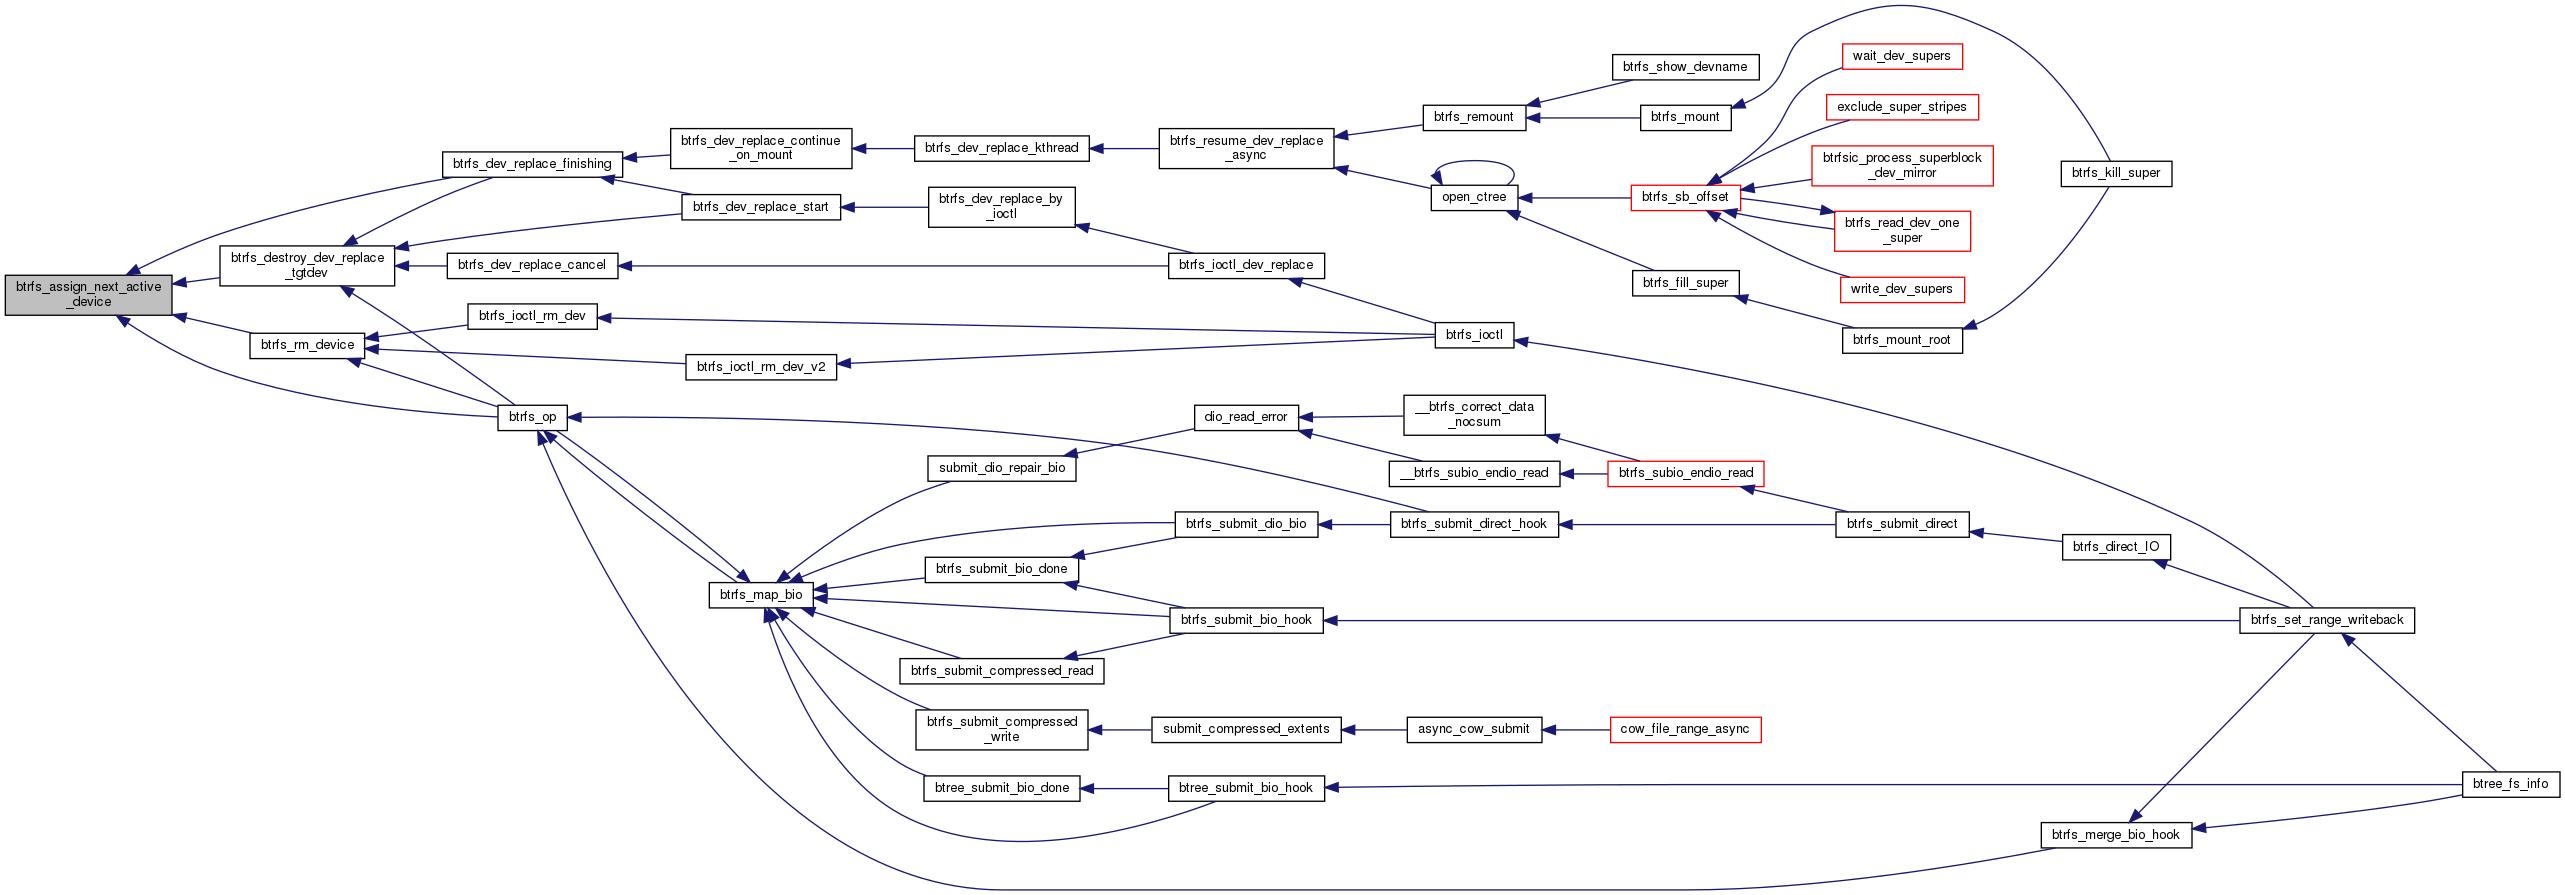 btrfs_show_devname
wait_dev_supers
btrfs_remount
btrfs_mount
exclude_super_stripes
btrfs_dev_replace_continue
_on_mount
btrfs_dev_replace_kthread
btrfs_resume_dev_replace
_async
btrfsic_process_superblock
_dev_mirror
btrfs_kill_super
btrfs_dev_replace_finishing
btrfs_dev_replace_start
btrfs_dev_replace_by
_ioctl
open_ctree
btrfs_sb_offset
btrfs_read_dev_one
_super
btrfs_destroy_dev_replace
_tgtdev
btrfs_dev_replace_cancel
btrfs_ioctl_dev_replace
btrfs_fill_super
write_dev_supers
btrfs_assign_next_active
_device
btrfs_ioctl_rm_dev
btrfs_rm_device
btrfs_ioctl
btrfs_mount_root
btrfs_ioctl_rm_dev_v2
btrfs_op
dio_read_error
__btrfs_correct_data
_nocsum
submit_dio_repair_bio
__btrfs_subio_endio_read
btrfs_subio_endio_read
btrfs_submit_dio_bio
btrfs_submit_direct_hook
btrfs_submit_direct
btrfs_direct_IO
btrfs_submit_bio_done
btrfs_map_bio
btrfs_submit_bio_hook
btrfs_set_range_writeback
btrfs_submit_compressed_read
btrfs_submit_compressed
_write
submit_compressed_extents
async_cow_submit
cow_file_range_async
btree_submit_bio_done
btree_submit_bio_hook
btree_fs_info
btrfs_merge_bio_hook